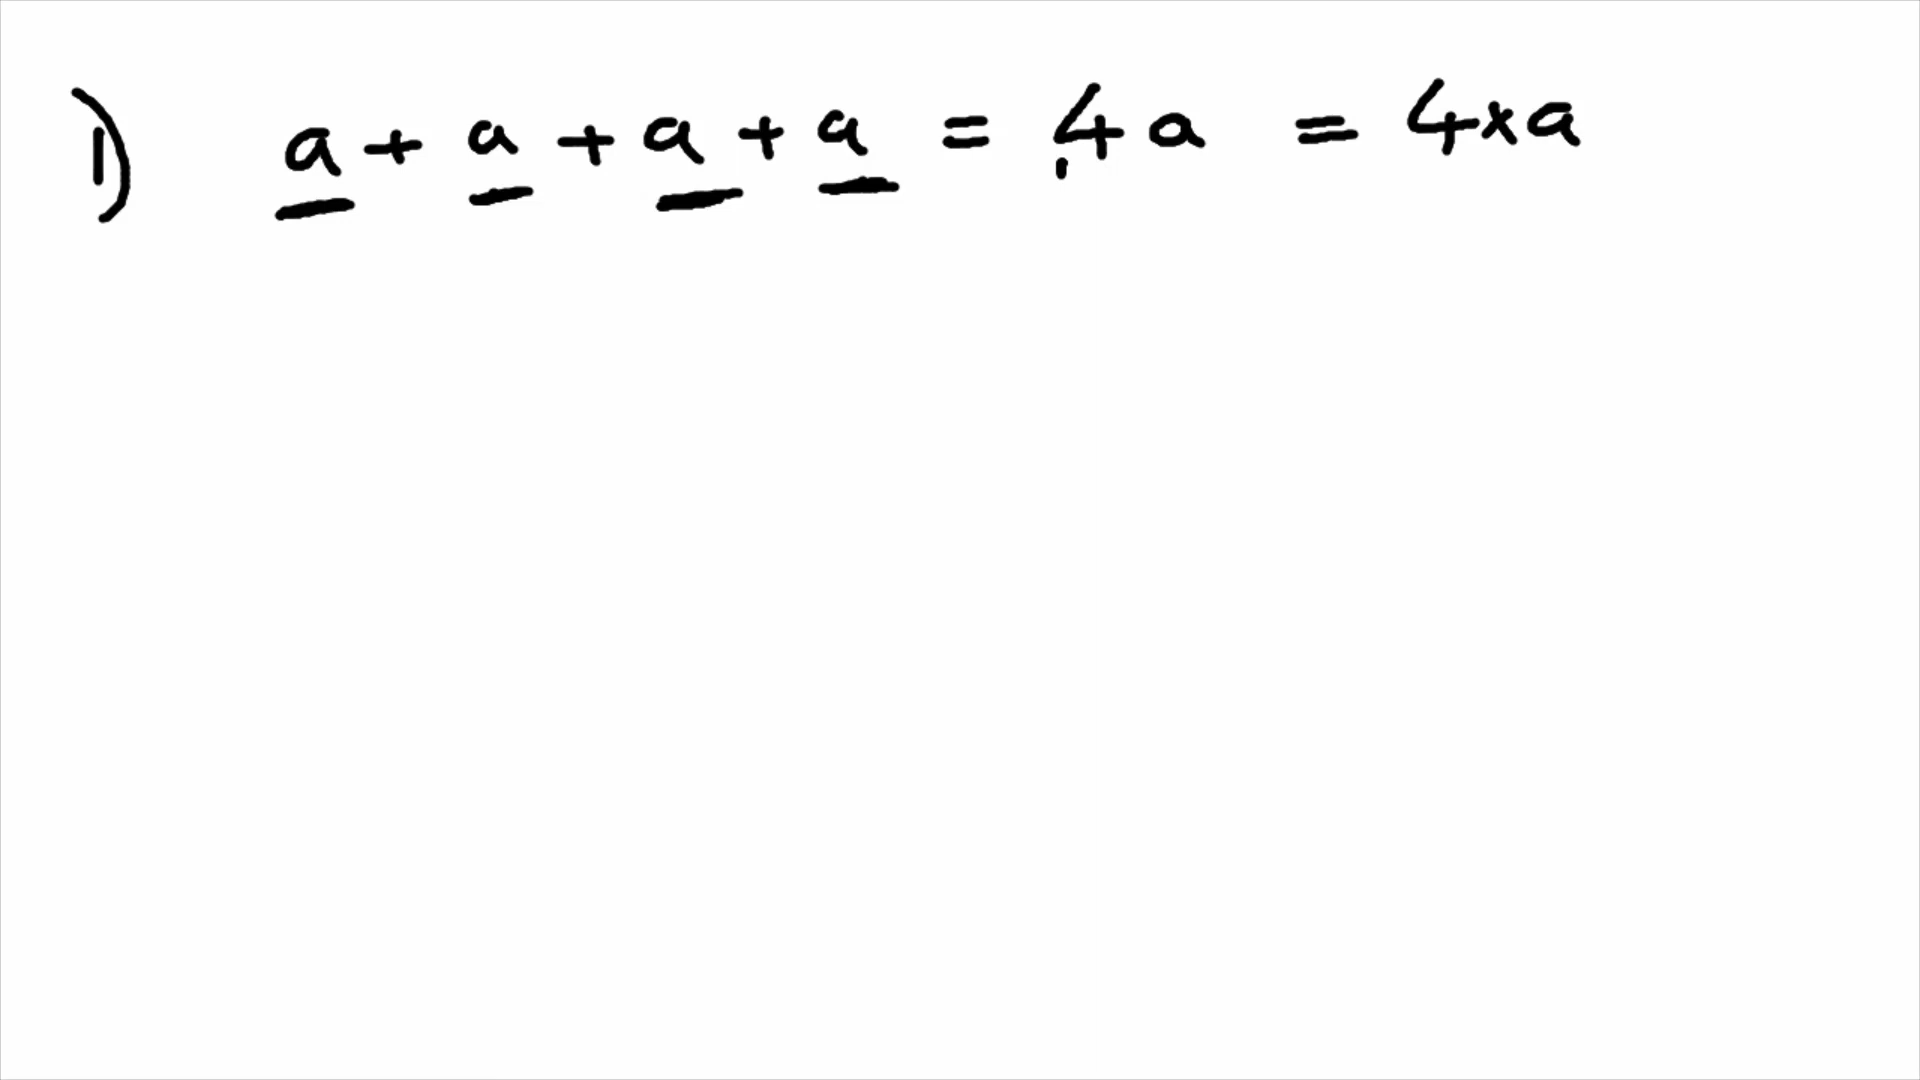 1) a + a + a + a = 4a = 4×a